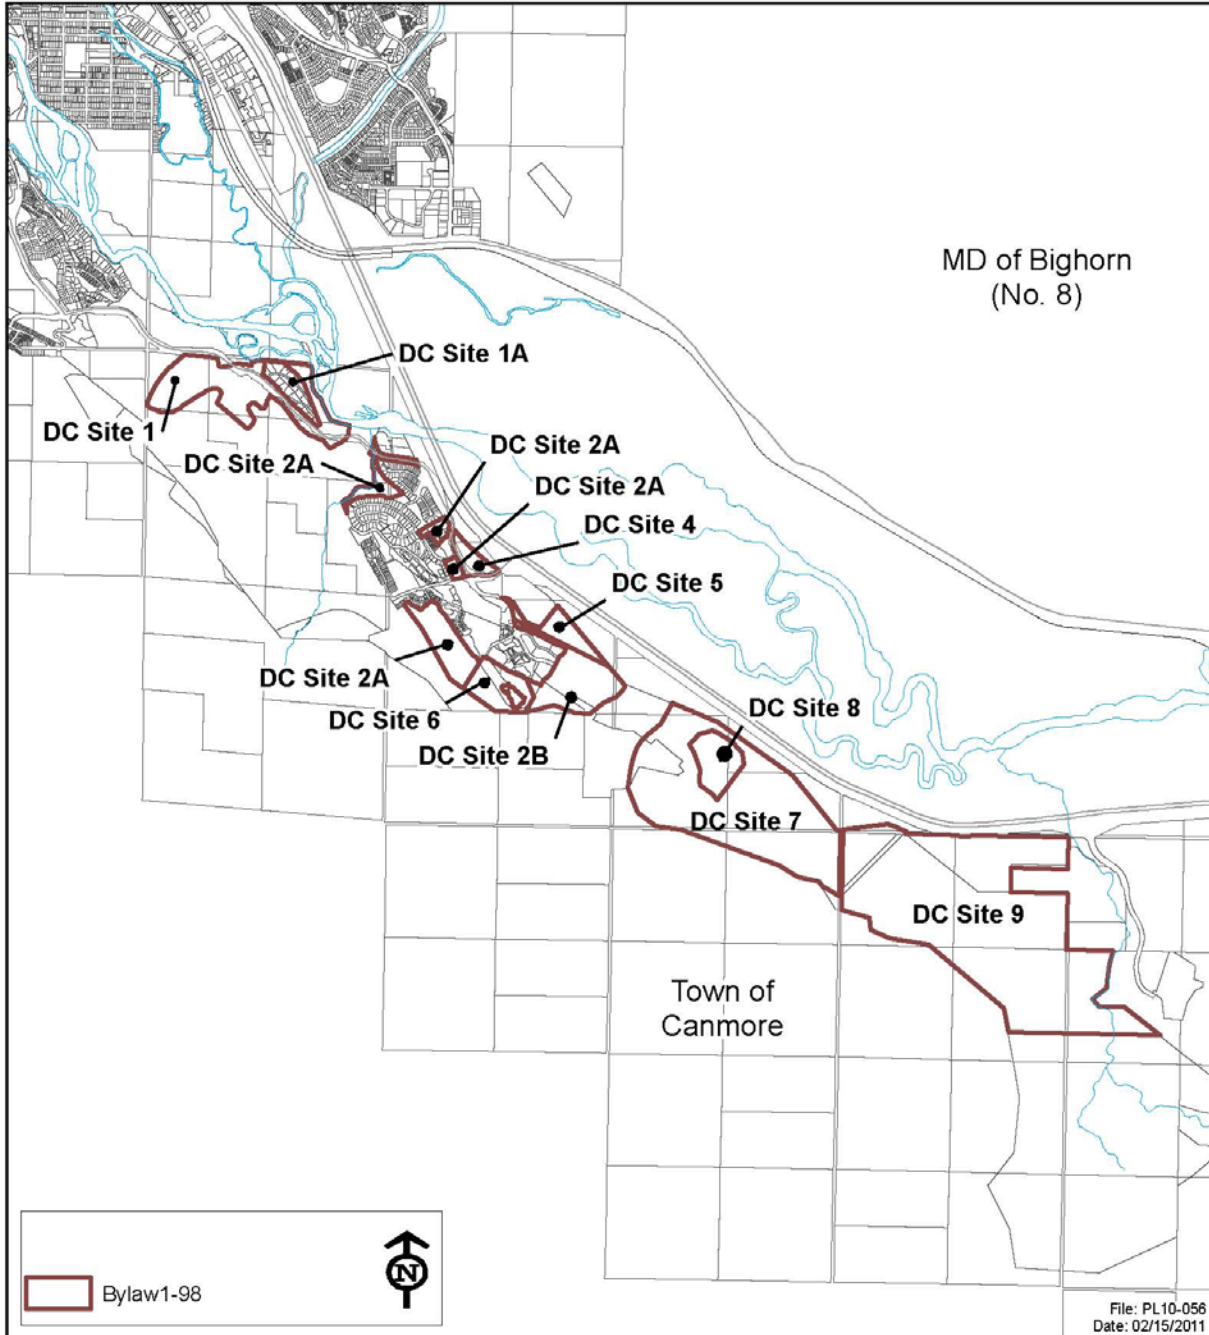 MD of Bighorn
(No. 8)
DC Site 1A
DC Site 1
DC Site 2A
DC Site 2A
DC Site 2A
DC Site 4
DC Site 5
DC Site 2A
DC Site 6
DC Site 2B
DC Site 8
DC Site 7
DC Site 9
Town of
Canmore
N
Bylaw1-98
File: PL10-056
Date: 02/15/2011